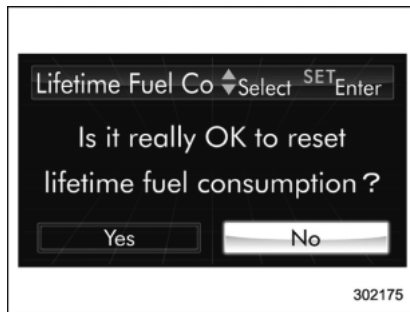 Lifetime Fuel Co Select SET Enter
Is it really OK to reset
lifetime fuel consumption ?
Yes No
302175